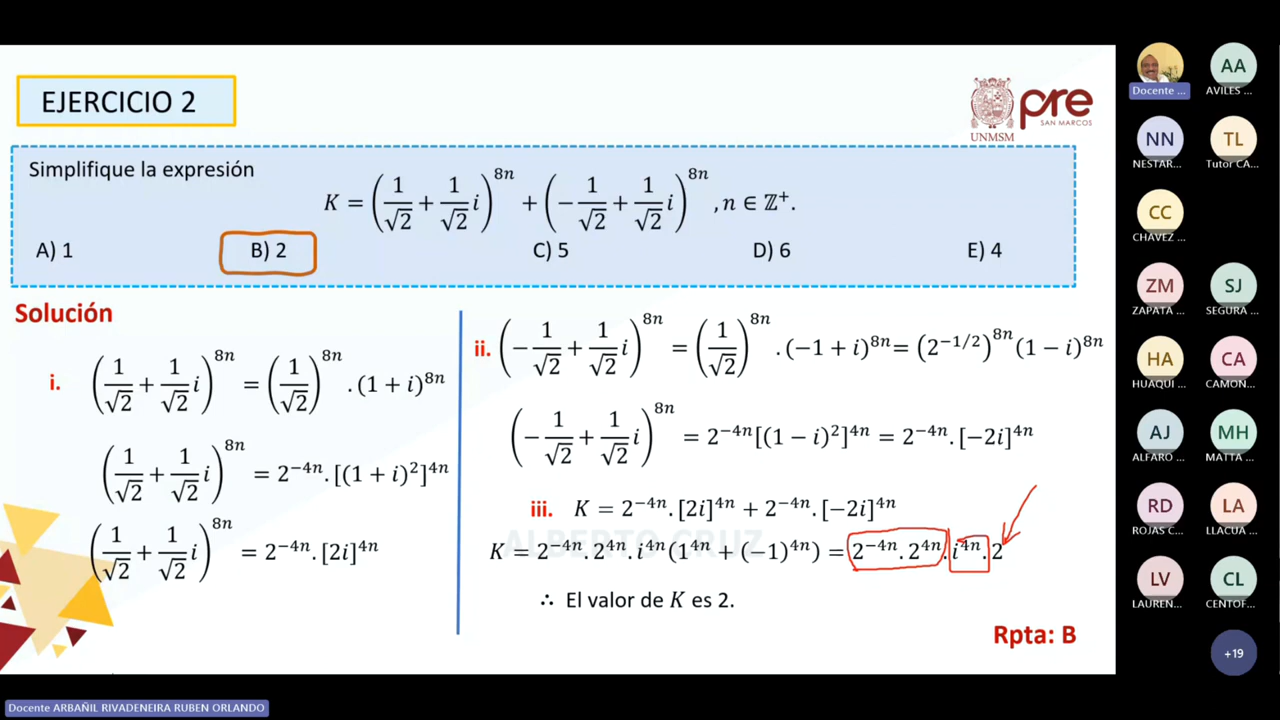 EJERCICIO 2
UNMSM
pre
SAN MARCOS
Simplifique la expresión
K = (1/√2 + 1/√2 i)^{8n} + (−1/√2 + 1/√2 i)^{8n}, n ∈ ℤ⁺.
A) 1 B) 2 C) 5 D) 6 E) 4
Solución
i. (1/√2 + 1/√2 i)^{8n} = (1/√2)^{8n} . (1 + i)^{8n}
(1/√2 + 1/√2 i)^{8n} = 2^{−4n} . [(1 + i)^2]^{4n}
(1/√2 + 1/√2 i)^{8n} = 2^{−4n} . [2i]^{4n}
ii. (−1/√2 + 1/√2 i)^{8n} = (1/√2)^{8n} . (−1 + i)^{8n} = (2^{−1/2})^{8n} (1 − i)^{8n}
(−1/√2 + 1/√2 i)^{8n} = 2^{−4n}[(1 − i)^2]^{4n} = 2^{−4n} . [−2i]^{4n}
iii. K = 2^{−4n} . [2i]^{4n} + 2^{−4n} . [−2i]^{4n}
ALBERTO CRUZ
K = 2^{−4n} . 2^{4n} . i^{4n} (1^{4n} + (−1)^{4n}) = 2^{−4n} . 2^{4n} . i^{4n} . 2
∴ El valor de K es 2.
Rpta: B
Docente ...
AA
AVILES ...
NN
NESTAR...
TL
Tutor CA...
CC
CHAVEZ ...
ZM
ZAPATA ...
SJ
SEGURA ...
HA
HUAQUI ...
CA
CAMON...
AJ
ALFARO ...
MH
MATTA ...
RD
ROJAS C...
LA
LLACUA ...
LV
LAUREN...
CL
CENTOF...
+19
Docente ARBAÑIL RIVADENEIRA RUBEN ORLANDO